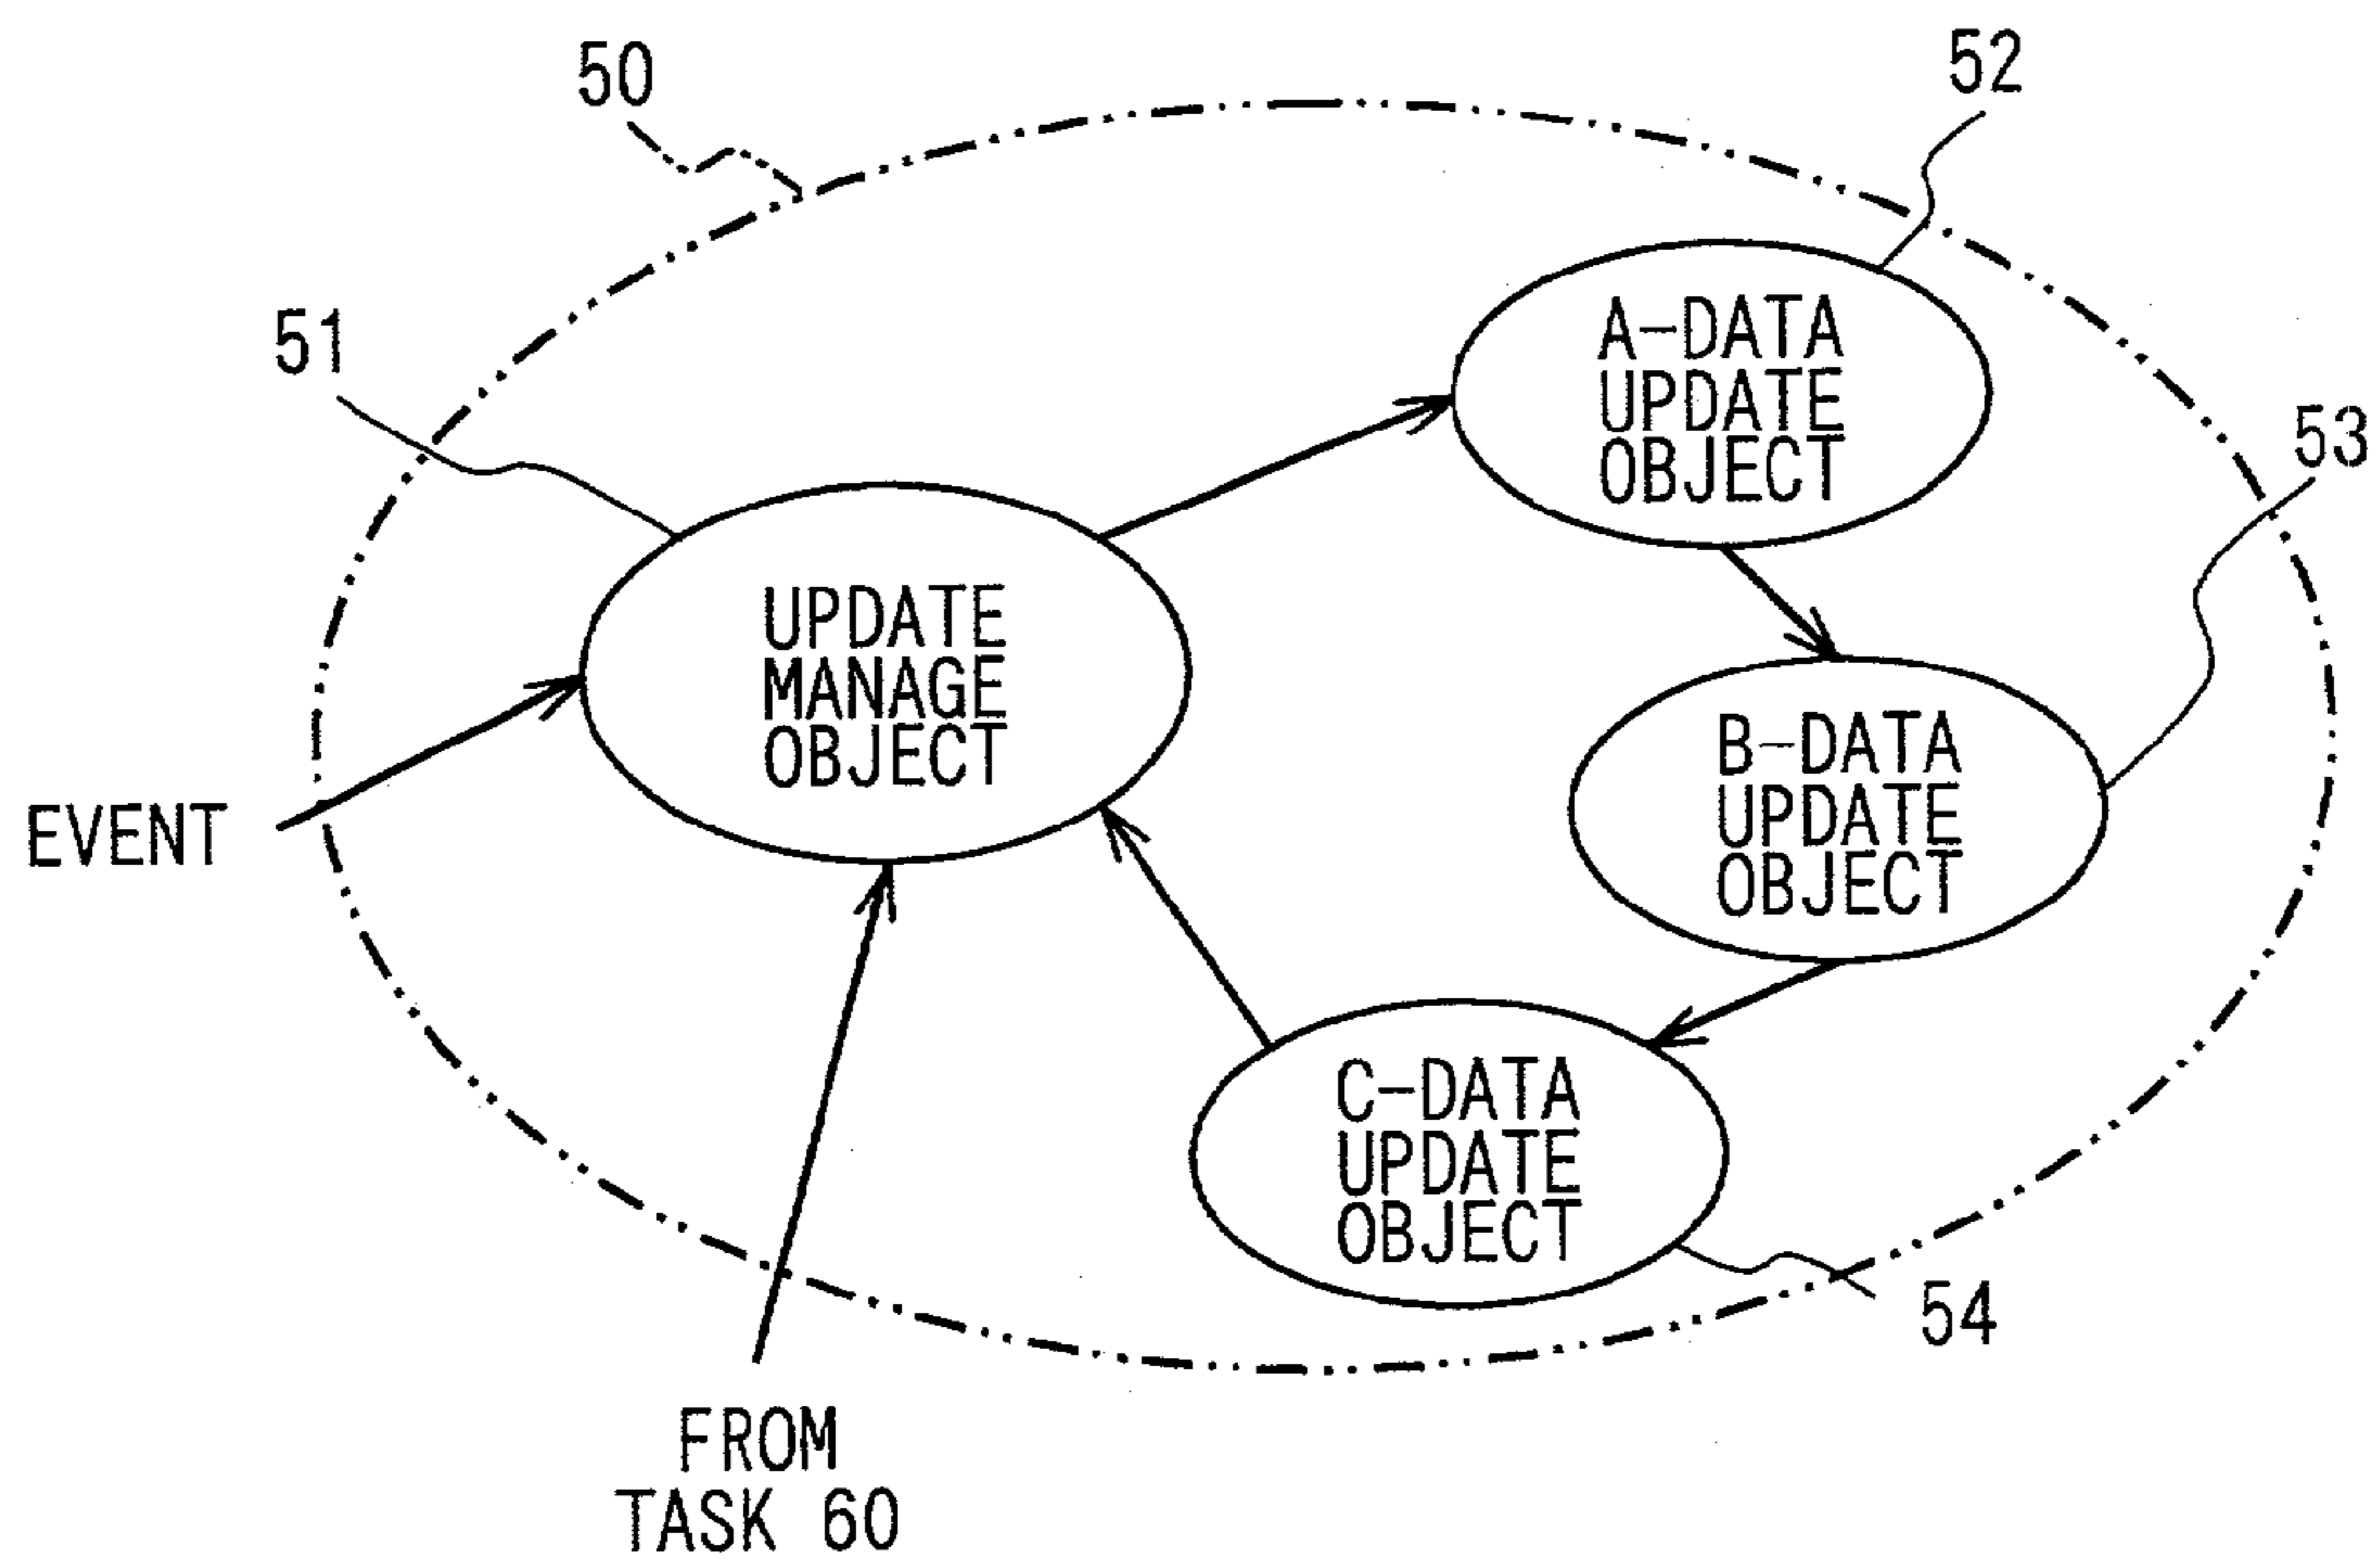 50
52
51
A-DATA
UPDATE
OBJECT
53
UPDATE
MANAGE
OBJECT
B-DATA
UPDATE
OBJECT
EVENT
C-DATA
UPDATE
OBJECT
54
FROM
TASK 60